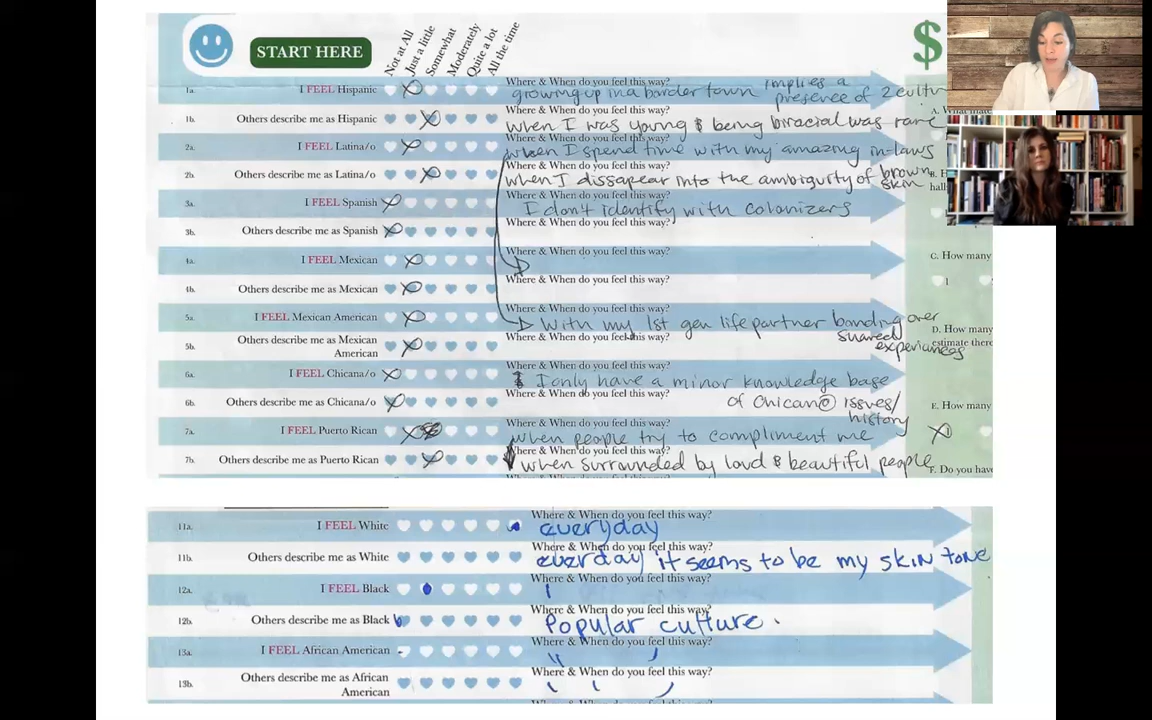 START HERE
Not at All
Just a little
Somewhat
Moderately
Quite a lot
All the time
$
1a. I FEEL Hispanic
Where & When do you feel this way?
growing up in a border town implies a presence of 2 cultu
1b. Others describe me as Hispanic
Where & When do you feel this way?
when I was young & being biracial was rare
2a. I FEEL Latina/o
Where & When do you feel this way?
when I spend time with my amazing in-laws
2b. Others describe me as Latina/o
Where & When do you feel this way?
when I dissapear into the ambiguity of brown skin
3a. I FEEL Spanish
Where & When do you feel this way?
I don't identify with colonizers
3b. Others describe me as Spanish
Where & When do you feel this way?
4a. I FEEL Mexican
Where & When do you feel this way?
4b. Others describe me as Mexican
Where & When do you feel this way?
5a. I FEEL Mexican American
Where & When do you feel this way?
With my 1st gen life partner bonding over shared experiances
5b. Others describe me as Mexican American
Where & When do you feel this way?
6a. I FEEL Chicana/o
Where & When do you feel this way?
I only have a minor knowledge base of Chican@ issues/history
6b. Others describe me as Chicana/o
Where & When do you feel this way?
7a. I FEEL Puerto Rican
Where & When do you feel this way?
when people try to compliment me
7b. Others describe me as Puerto Rican
Where & When do you feel this way?
when surrounded by loud & beautiful people
hall
C. How many
1
D. How many
estimate there
E. How many
F. Do you have
11a. I FEEL White
Where & When do you feel this way?
everyday
11b. Others describe me as White
Where & When do you feel this way?
everday it seems to be my skin tone
12a. I FEEL Black
Where & When do you feel this way?
12b. Others describe me as Black
Where & When do you feel this way?
Popular culture.
13a. I FEEL African American
Where & When do you feel this way?
13b. Others describe me as African American
Where & When do you feel this way?